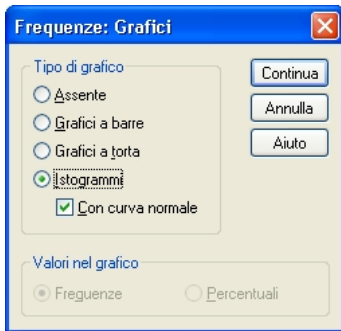 Frequenze: Grafici
Tipo di grafico
Assente
Grafici a barre
Grafici a torta
Istogrammi
Con curva normale
Continua
Annulla
Aiuto
Valori nel grafico
Frequenze
Percentuali